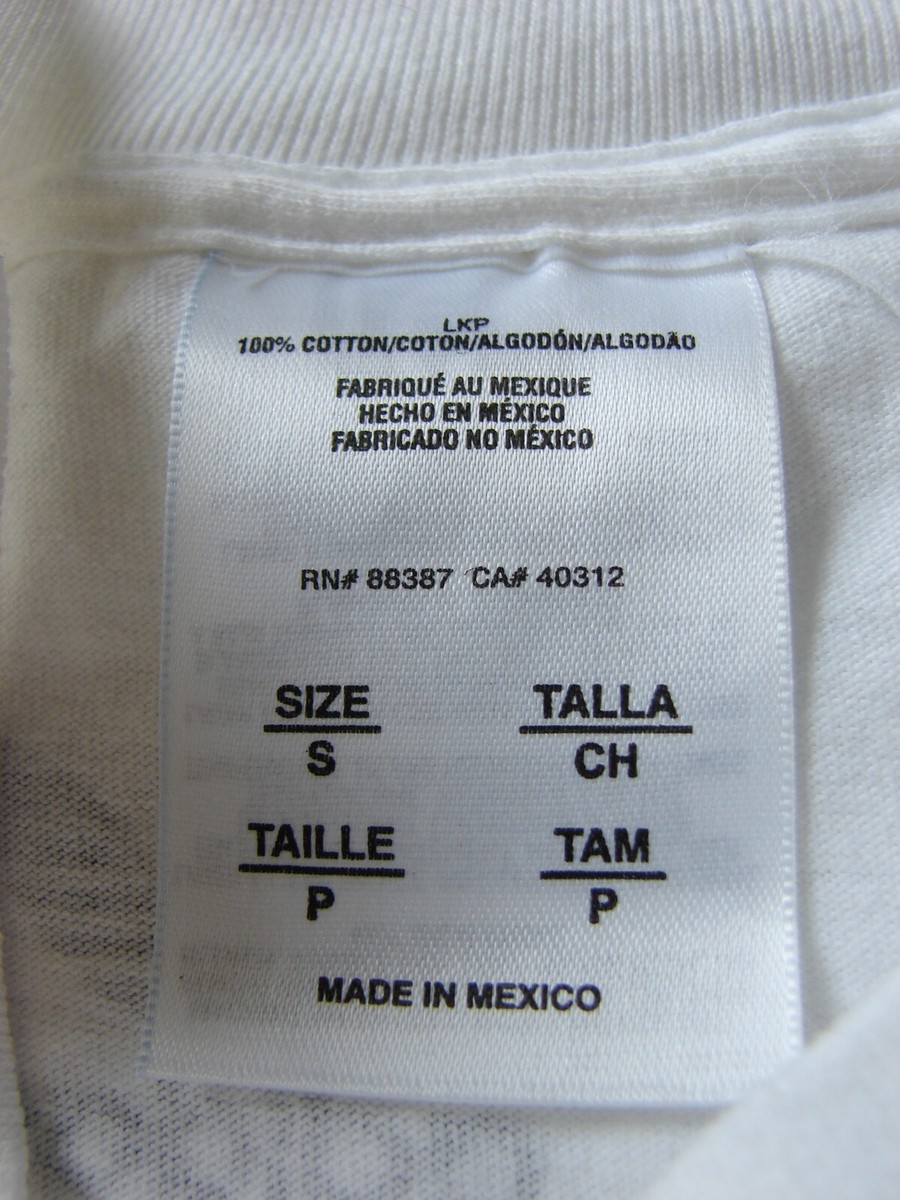 LKP
100% COTTON/COTON/ALGODÓN/ALGODÃO
FABRIQUÉ AU MEXIQUE
HECHO EN MÉXICO
FABRICADO NO MÉXICO
RN# 88387 CA# 40312
SIZE TALLA
S CH
TAILLE TAM
P P
MADE IN MEXICO